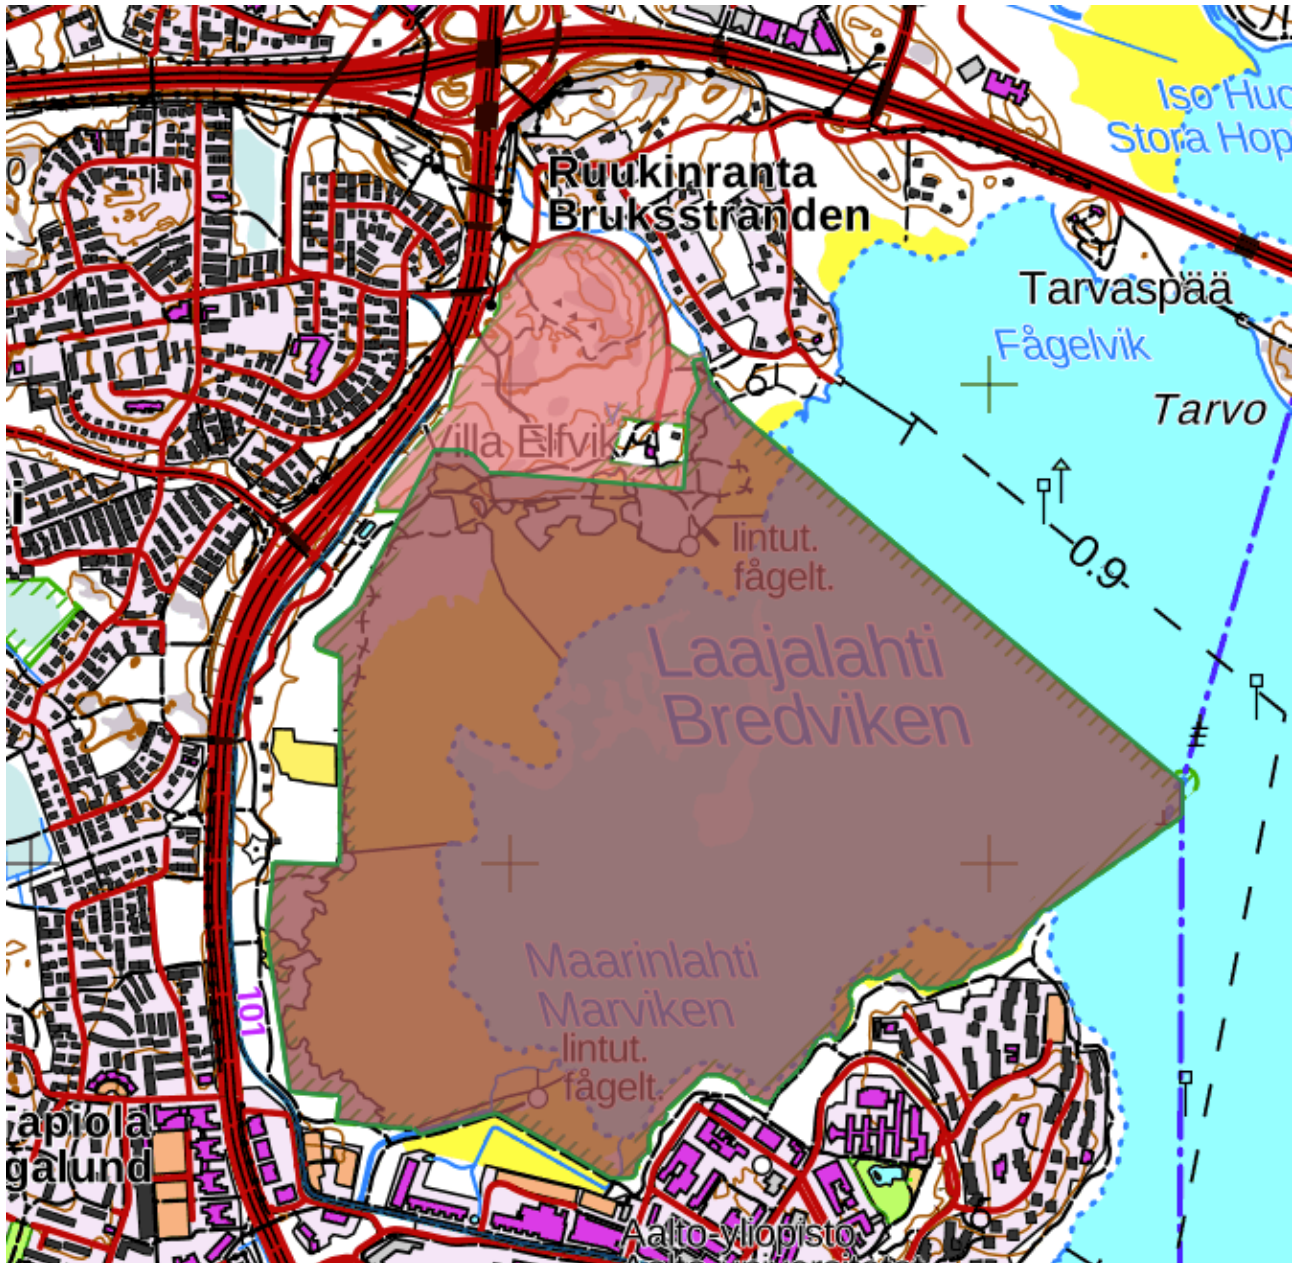 Iso Huo
Stora Hop
Ruukinranta
Bruksstranden
Tarvaspää
Fågelvik
Tarvo
Villa Elfvik
lintut.
fågelt.
0.9
Laajalahti
Bredviken
Maarinlahti
Marviken
lintut.
fågelt.
101
apiola
galund
Aalto-yliopisto